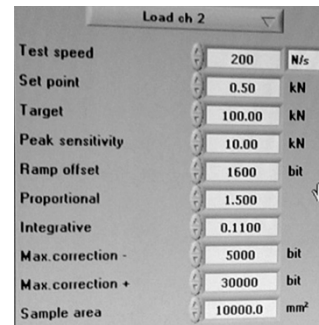 Load ch 2
Test speed 200 N/s
Set point 0.50 kN
Target 100.00 kN
Peak sensitivity 10.00 kN
Ramp offset 1600 bit
Proportional 1.500
Integrative 0.1100
Max.correction - 5000 bit
Max.correction + 30000 bit
Sample area 10000.0 mm²